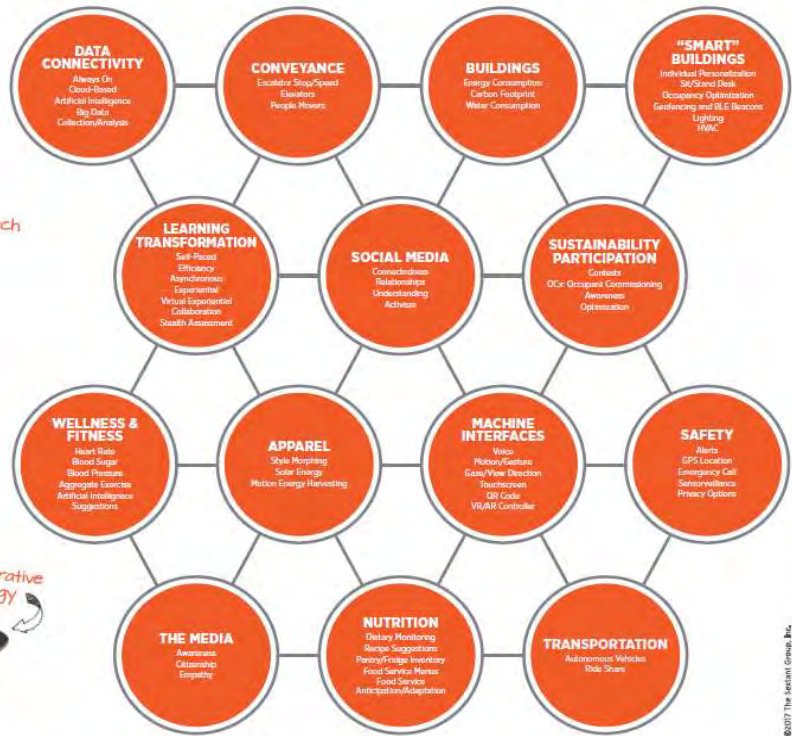 DATA
CONNECTIVITY
Always On
Cloud-Based
Artificial Intelligence
Big Data
Collection/Analysis
CONVEYANCE
Escalator Stop/Speed
Elevators
People Movers
BUILDINGS
Energy Consumption
Carbon Footprint
Water Consumption
“SMART”
BUILDINGS
Individual Personalization
Sit/Stand Desk
Occupancy Optimization
Geofencing and BLE Beacons
Lighting
HVAC
LEARNING
TRANSFORMATION
Self-Paced
Efficiency
Asynchronous
Experiential
Virtual Experiential
Collaboration
Stealth Assessment
SOCIAL MEDIA
Connectedness
Relationships
Understanding
Activism
SUSTAINABILITY
PARTICIPATION
Contests
OCx: Occupant Commissioning
Awareness
Optimization
WELLNESS &
FITNESS
Heart Rate
Blood Sugar
Blood Pressure
Aggregate Exercise
Artificial Intelligence
Suggestions
APPAREL
Style Morphing
Solar Energy
Motion Energy Harvesting
MACHINE
INTERFACES
Voice
Motion/Gesture
Gaze/View Direction
Touchscreen
QR Code
VR/AR Controller
SAFETY
Alerts
GPS Location
Emergency Call
Sensorveillance
Privacy Options
THE MEDIA
Awareness
Citizenship
Empathy
NUTRITION
Dietary Monitoring
Recipe Suggestions
Pantry/Fridge Inventory
Food Service Menus
Food Service
Anticipation/Adaptation
TRANSPORTATION
Autonomous Vehicles
Ride Share
©2017 The Sextant Group, Inc.